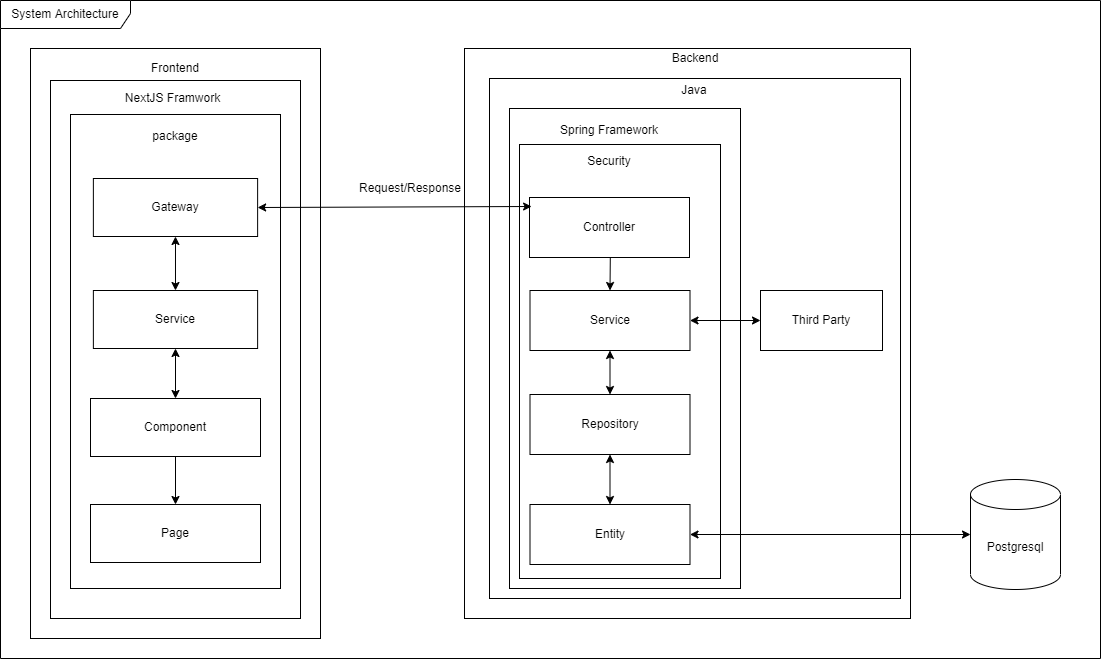 System Architecture
Frontend
NextJS Framwork
package
Gateway
Service
Component
Page
Request/Response
Backend
Java
Spring Framework
Security
Controller
Service
Third Party
Repository
Entity
Postgresql